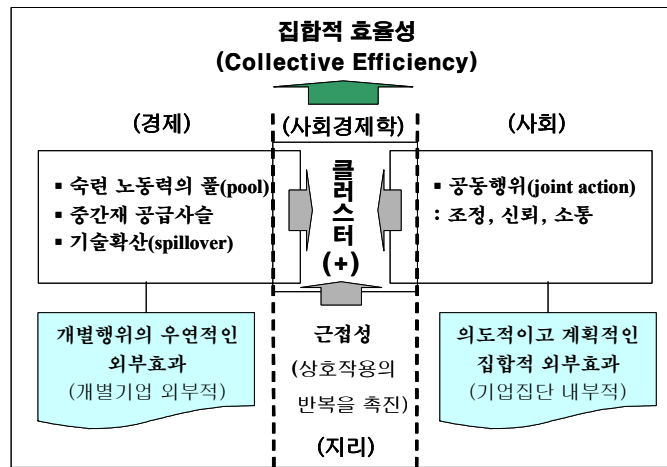 집합적 효율성
(Collective Efficiency)
(경제)
(사회경제학)
(사회)
▪ 숙련 노동력의 풀(pool)
▪ 중간재 공급사슬
▪ 기술확산(spillover)
클러스터
(+)
▪ 공동행위(joint action)
: 조정, 신뢰, 소통
개별행위의 우연적인
외부효과
(개별기업 외부적)
근접성
(상호작용의
반복을 촉진)
(지리)
의도적이고 계획적인
집합적 외부효과
(기업집단 내부적)